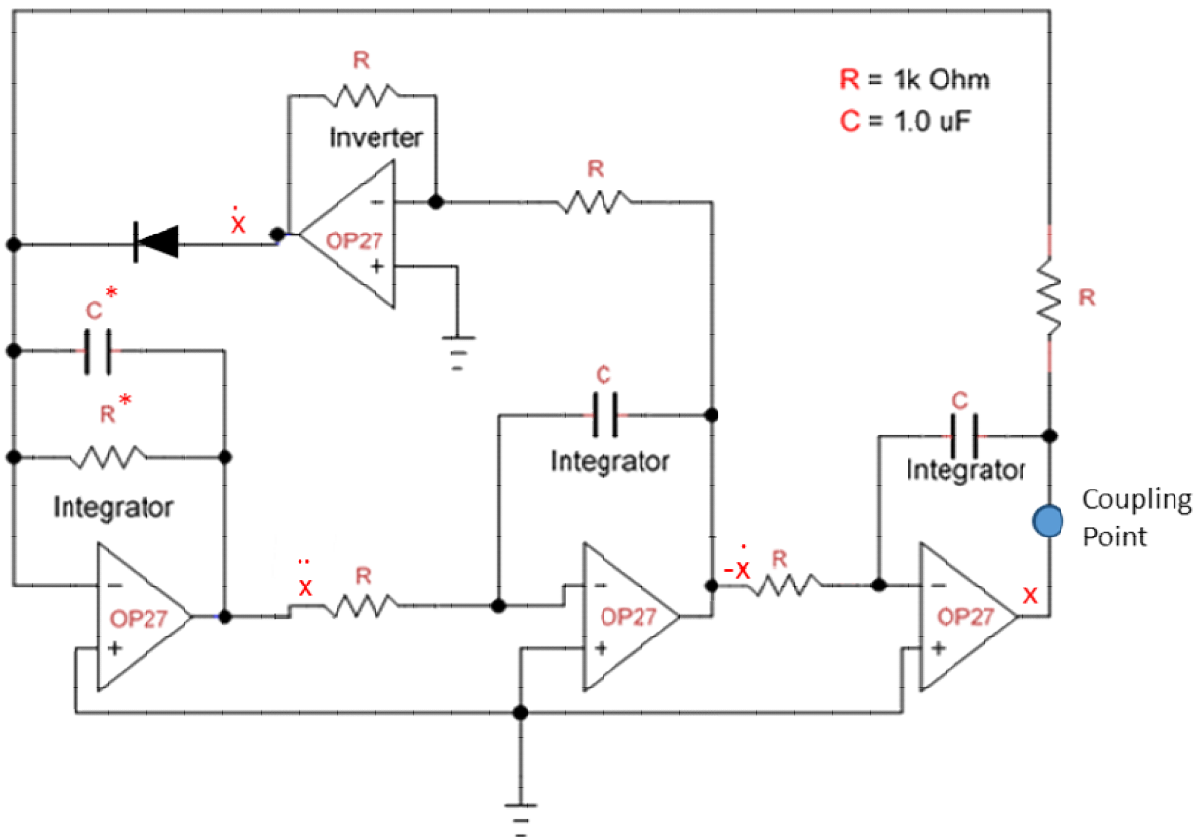 R
R = 1k Ohm
C = 1.0 uF
Inverter
R
ẋ
OP27
R
C*
R*
C
C
Integrator
Integrator
Integrator
Coupling
Point
ẍ
R
-ẋ
R
x
OP27
OP27
OP27